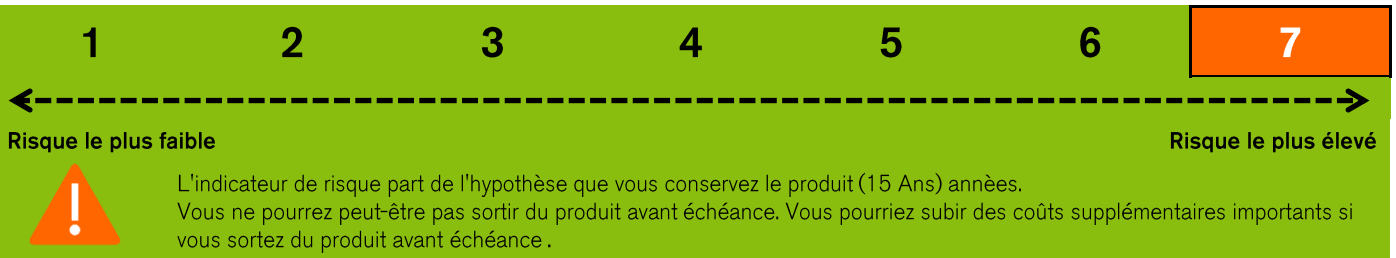 1 2 3 4 5 6 7
Risque le plus faible Risque le plus élevé
L'indicateur de risque part de l'hypothèse que vous conservez le produit (15 Ans) annèes.
Vous ne pourrez peut-être pas sortir du produit avant échéance. Vous pourriez subir des coûts supplémentaires importants si
vous sortez du produit avant échéance .